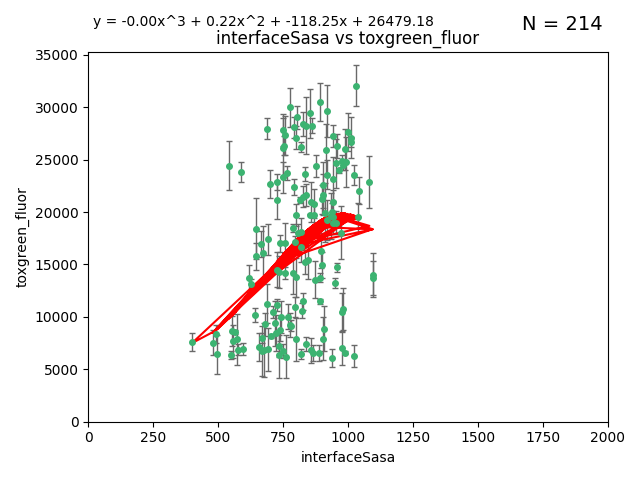 y = -0.00x^3 + 0.22x^2 + -118.25x + 26479.18
N = 214
interfaceSasa vs toxgreen_fluor
35000
30000
25000
20000
15000
10000
5000
0
toxgreen_fluor
0 250 500 750 1000 1250 1500 1750 2000
interfaceSasa